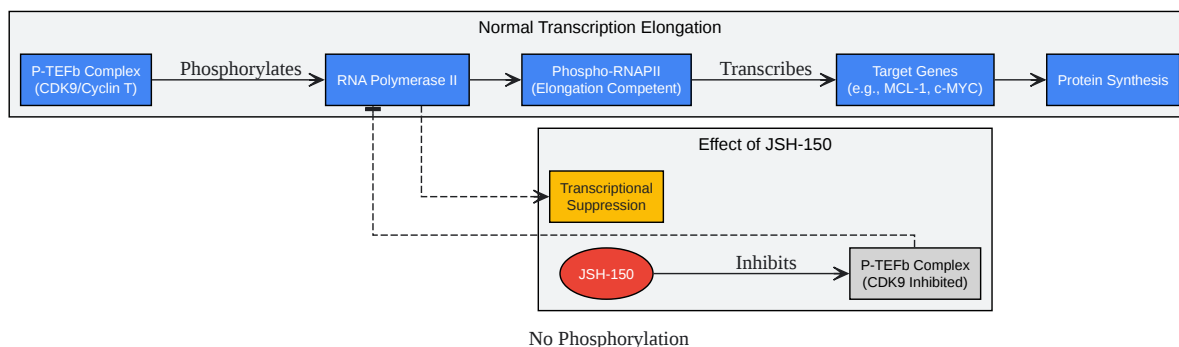 Normal Transcription Elongation
P-TEFb Complex
(CDK9/Cyclin T)
Phosphorylates
RNA Polymerase II
Phospho-RNAPII
(Elongation Competent)
Transcribes
Target Genes
(e.g., MCL-1, c-MYC)
Protein Synthesis
Effect of JSH-150
Transcriptional
Suppression
JSH-150
Inhibits
P-TEFb Complex
(CDK9 Inhibited)
No Phosphorylation